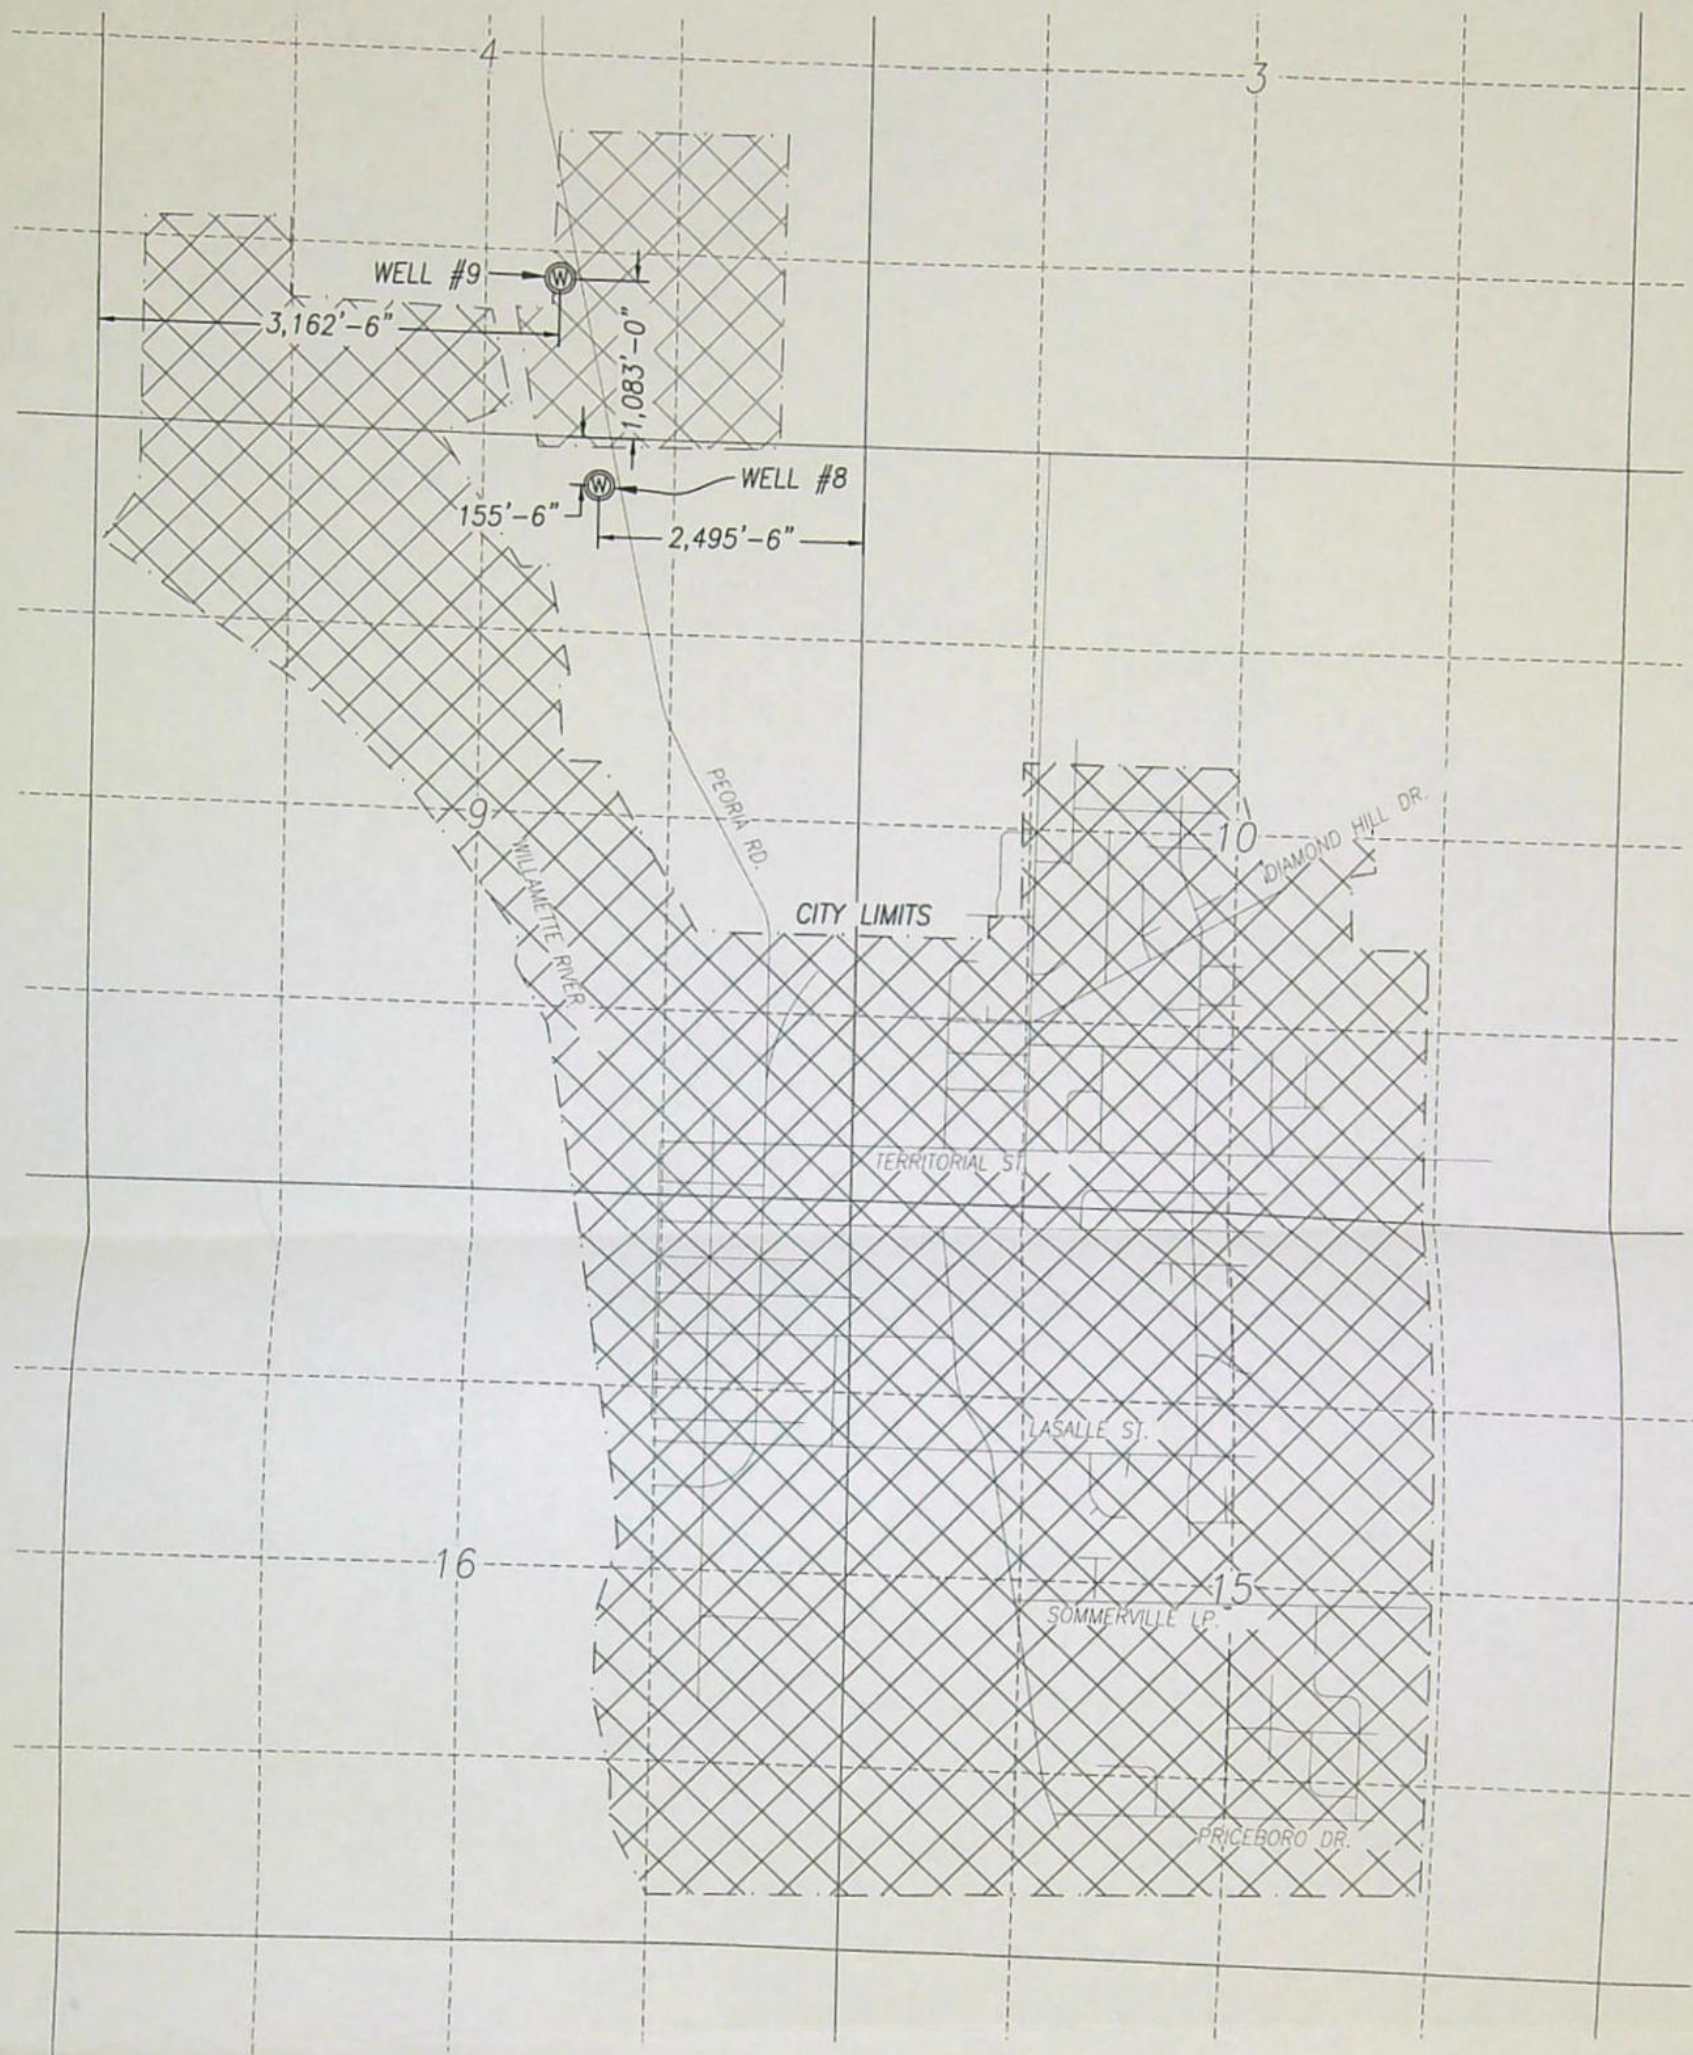 4
3
WELL #9
3,162'-6"
1,083'-0"
WELL #8
155'-6"
2,495'-6"
PEORIA RD.
9
10
DIAMOND HILL DR.
WILLAMETTE RIVER
CITY LIMITS
TERRITORIAL ST.
LASALLE ST.
16
15
SOMMERVILLE LP.
PRICEBORO DR.